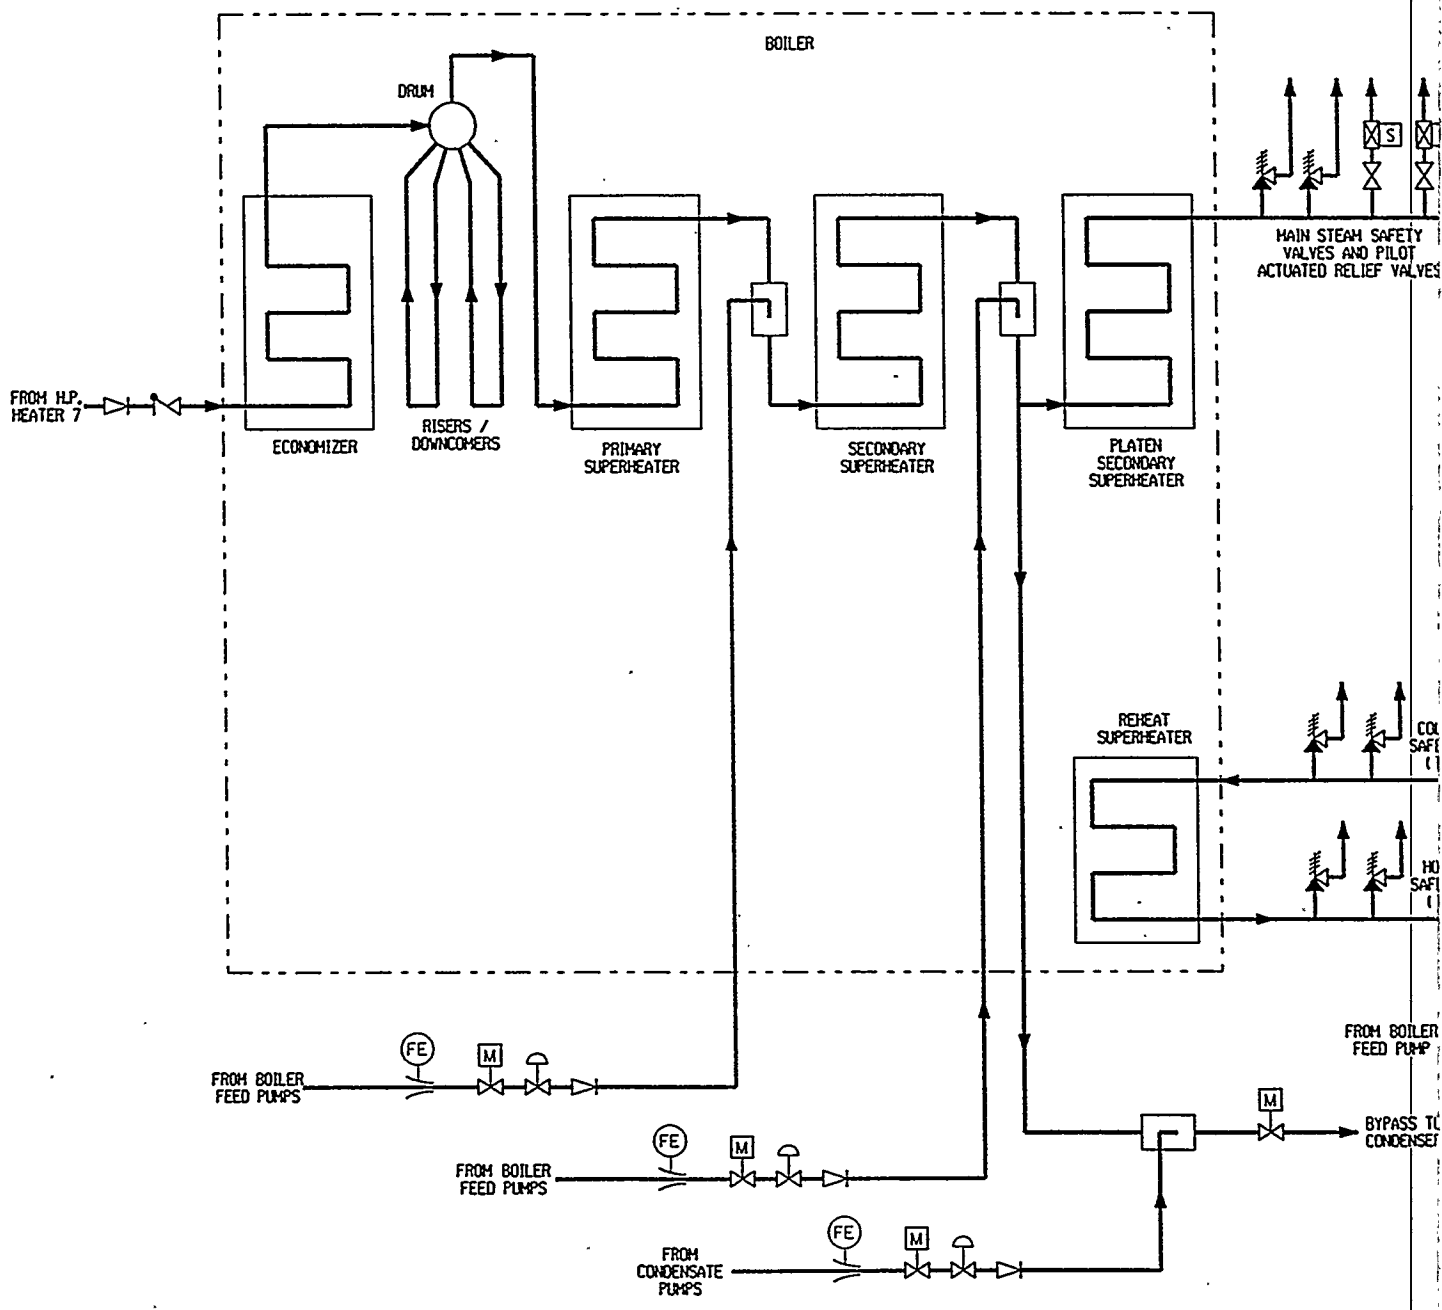 BOILER
DRUM
S
MAIN STEAM SAFETY
VALVES AND PILOT
ACTUATED RELIEF VALVES
FROM H.P.
HEATER 7
ECONOMIZER
RISERS /
DOWNCOMERS
PRIMARY
SUPERHEATER
SECONDARY
SUPERHEATER
PLATEN
SECONDARY
SUPERHEATER
REHEAT
SUPERHEATER
FROM BOILER
FEED PUMP
FE
M
FROM BOILER
FEED PUMPS
M
BYPASS
FE
M
FROM BOILER
FEED PUMPS
FE
M
FROM
CONDENSATE
PUMPS